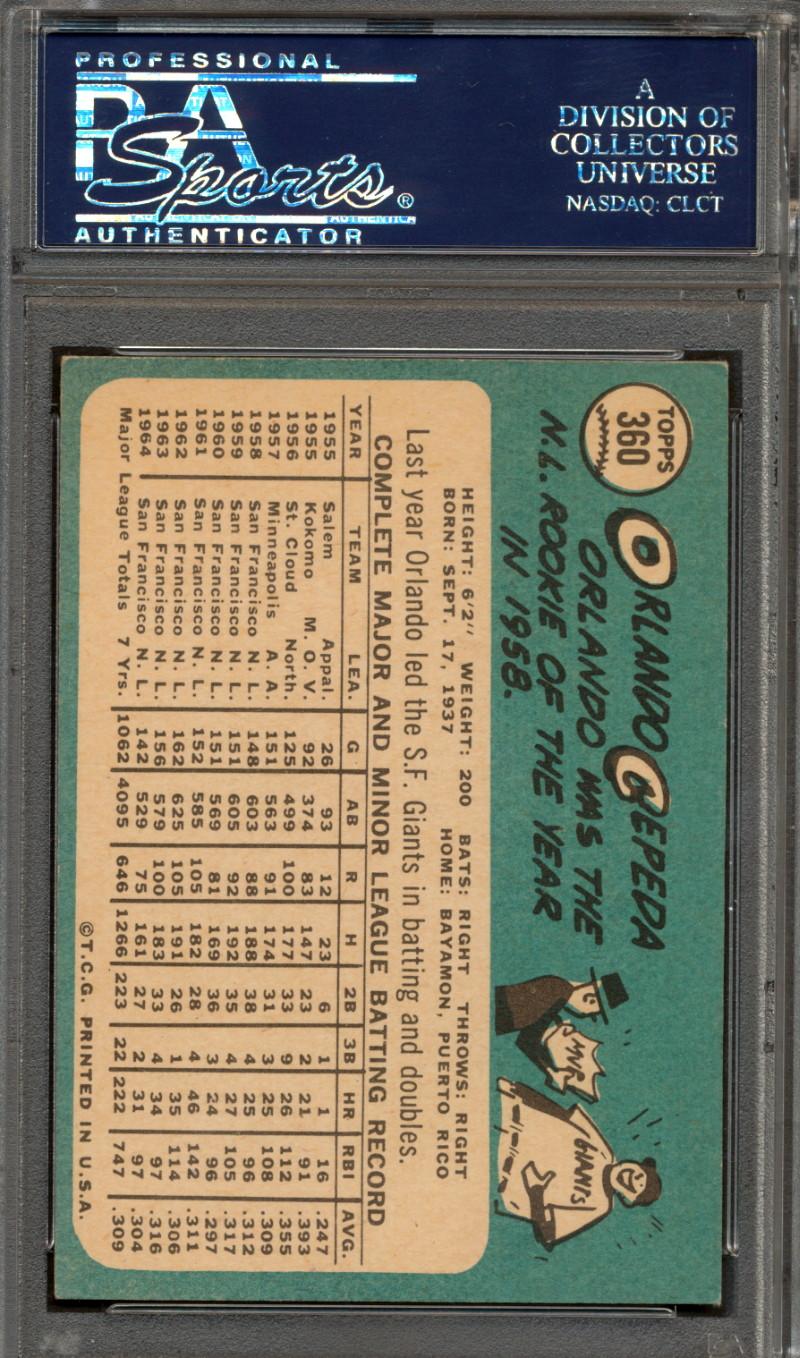 PROFESSIONAL
PSA
Sports®
AUTHENTICATOR
A
DIVISION OF
COLLECTORS
UNIVERSE
NASDAQ: CLCT
TOPPS
360
ORLANDO CEPEDA
ORLANDO WAS THE
N.L. ROOKIE OF THE YEAR
IN 1958.
MVR
GIANTS
HEIGHT: 6'2" WEIGHT: 200 BATS: RIGHT THROWS: RIGHT
BORN: SEPT. 17, 1937 HOME: BAYAMON, PUERTO RICO
Last year Orlando led the S.F. Giants in batting and doubles.
COMPLETE MAJOR AND MINOR LEAGUE BATTING RECORD
YEAR TEAM LEA. G AB R H 2B 3B HR RBI AVG.
1955 Salem Appal. 26 93 12 23 6 1 1 16 .247
1955 Kokomo M. O. V. 92 374 83 147 23 2 21 91 .393
1956 St. Cloud North. 125 499 100 177 33 9 26 112 .355
1957 Minneapolis A. A. 151 563 91 174 31 3 25 108 .309
1958 San Francisco N. L. 148 603 88 188 38 4 25 96 .312
1959 San Francisco N. L. 151 605 92 192 35 4 27 105 .317
1960 San Francisco N. L. 151 569 81 169 36 3 24 96 .297
1961 San Francisco N. L. 152 585 105 182 28 4 46 142 .311
1962 San Francisco N. L. 162 625 105 191 26 1 35 114 .306
1963 San Francisco N. L. 156 579 100 183 33 4 34 97 .316
1964 San Francisco N. L. 142 529 75 161 27 2 31 97 .304
Major League Totals 7 Yrs. 1062 4095 646 1266 223 22 222 747 .309
©T.C.G. PRINTED IN U.S.A.